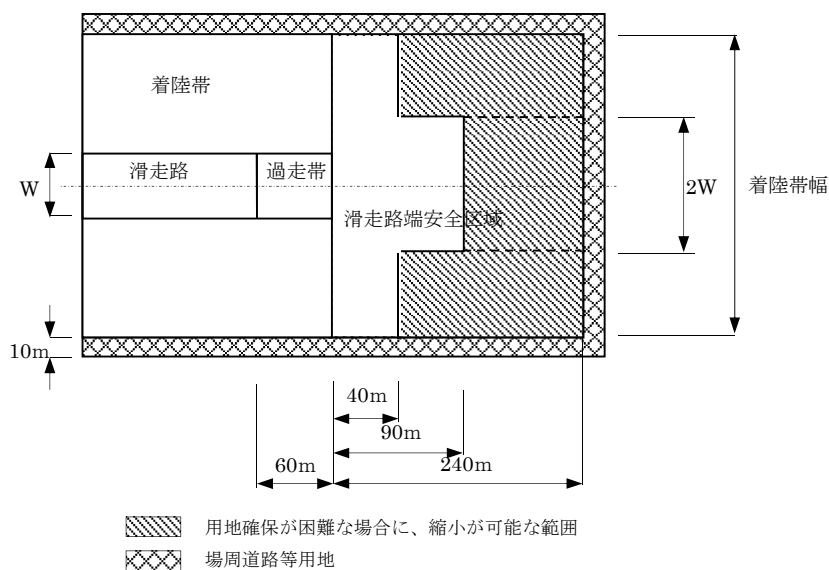 着陸帯
滑走路
過走帯
W
滑走路端安全区域
2W
着陸帯幅
10m
40m
90m
60m
240m
用地確保が困難な場合に、縮小が可能な範囲
場周道路等用地